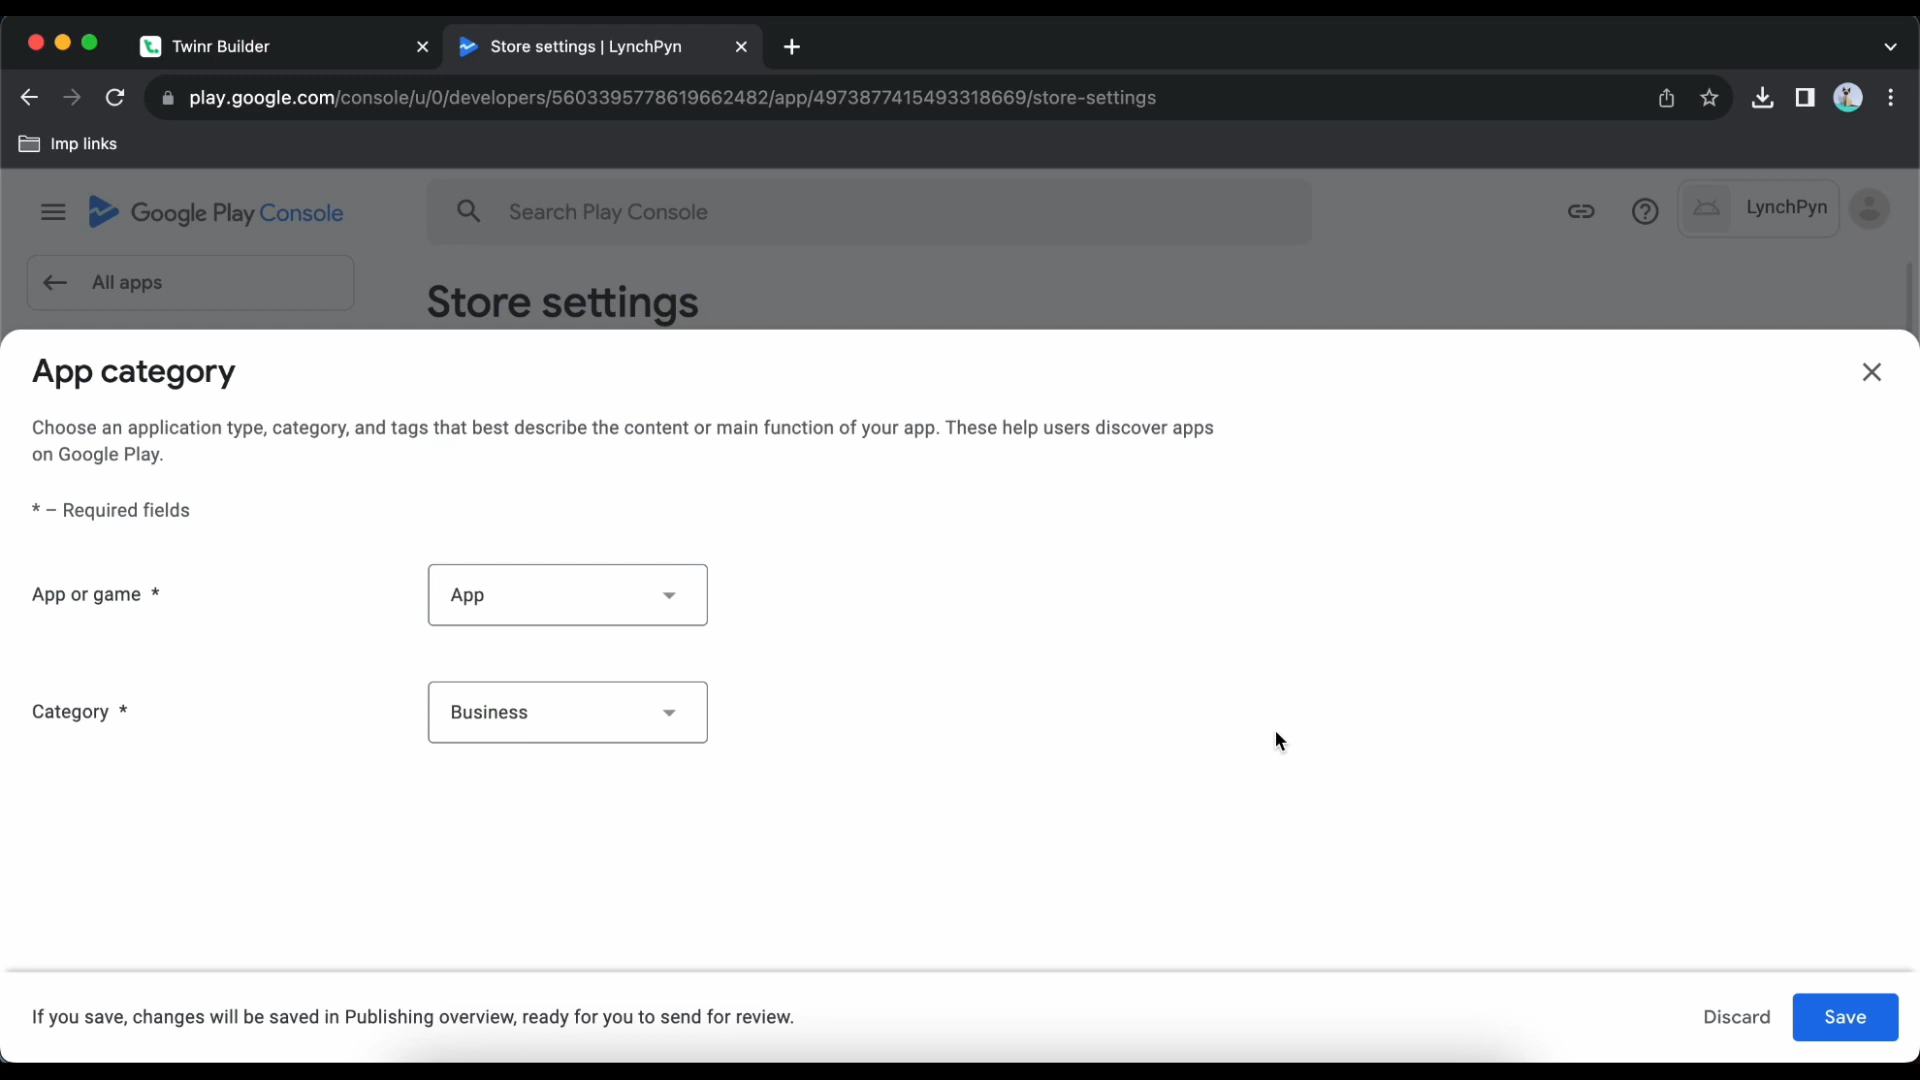 Twinr Builder
Store settings | LynchPyn
play.google.com/console/u/0/developers/5603395778619662482/app/4973877415493318669/store-settings
Imp links
Google Play Console
Search Play Console
LynchPyn
All apps
Store settings
App category
Choose an application type, category, and tags that best describe the content or main function of your app. These help users discover apps
on Google Play.
* – Required fields
App or game *
App
Category *
Business
If you save, changes will be saved in Publishing overview, ready for you to send for review.
Discard
Save